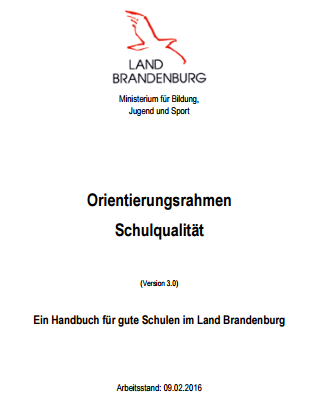 LAND
BRANDENBURG
Ministerium für Bildung,
Jugend und Sport
Orientierungsrahmen
Schulqualität
(Version 3.0)
Ein Handbuch für gute Schulen im Land Brandenburg
Arbeitsstand: 09.02.2016